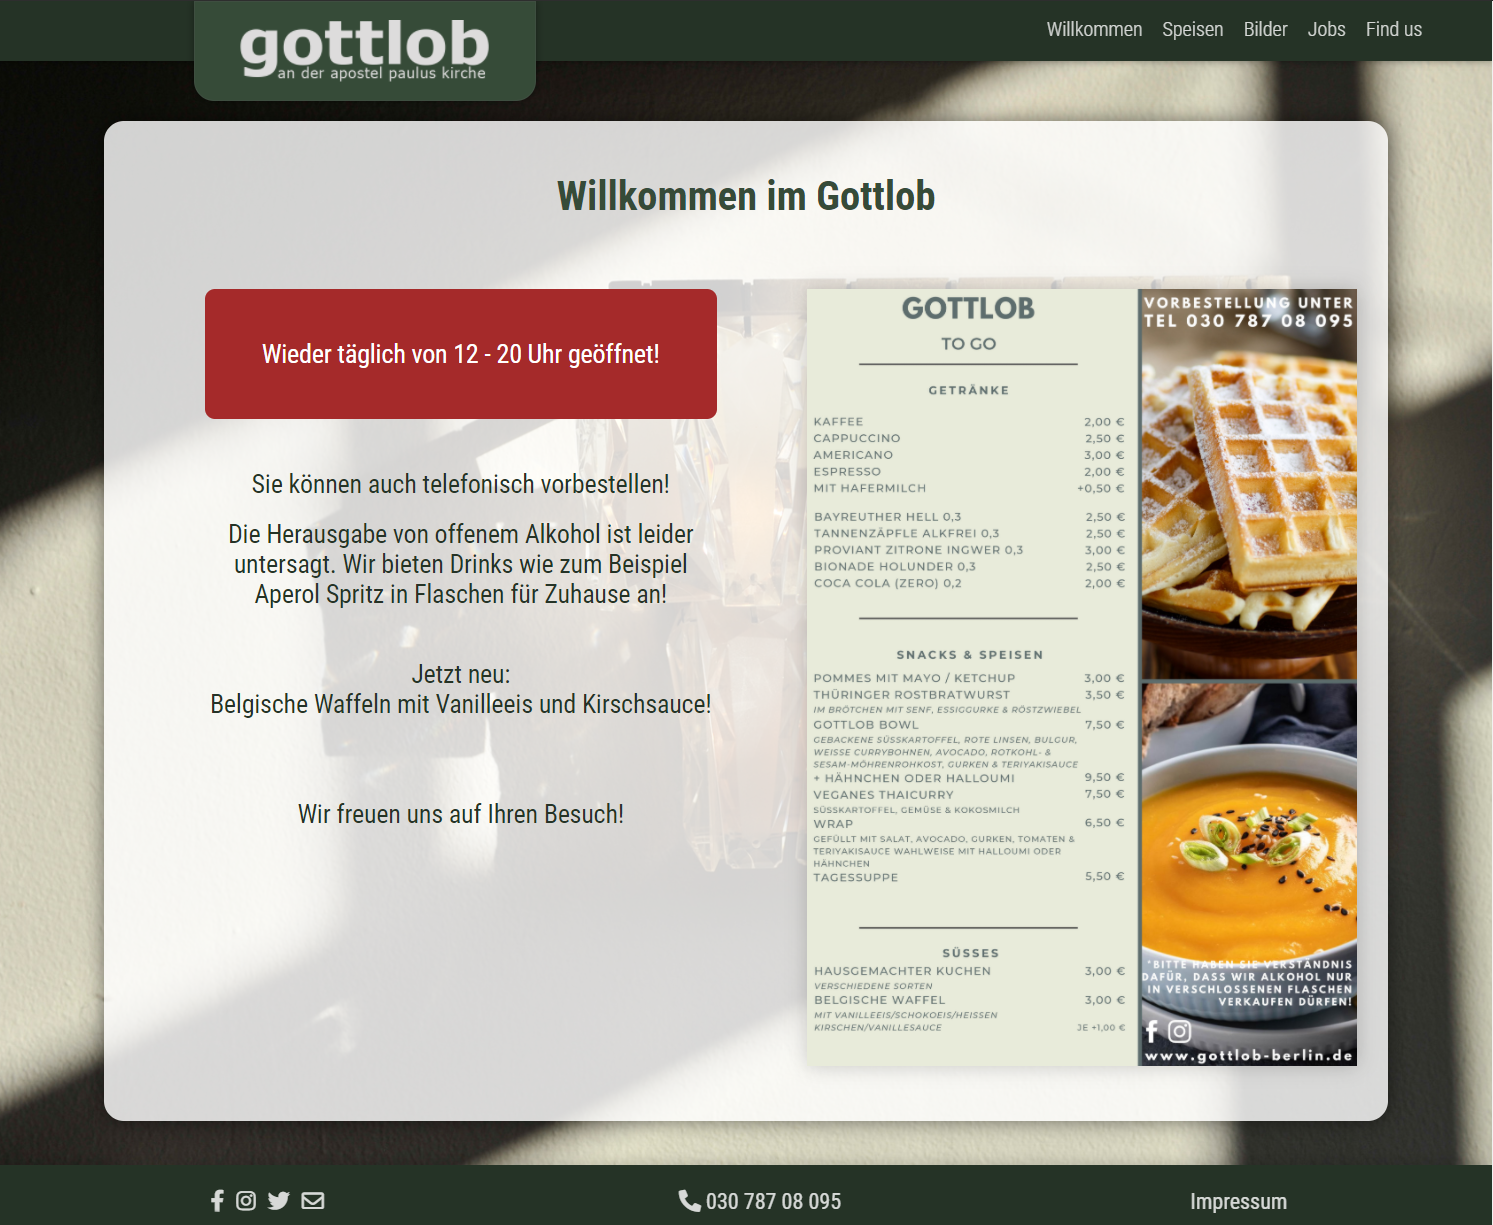 gottlob
an der apostel paulus kirche
Willkommen Speisen Bilder Jobs Find us
Willkommen im Gottlob
Wieder täglich von 12 - 20 Uhr geöffnet!
Sie können auch telefonisch vorbestellen!
Die Herausgabe von offenem Alkohol ist leider
untersagt. Wir bieten Drinks wie zum Beispiel
Aperol Spritz in Flaschen für Zuhause an!
Jetzt neu:
Belgische Waffeln mit Vanilleeis und Kirschsauce!
Wir freuen uns auf Ihren Besuch!
GOTTLOB
TO GO
GETRÄNKE
KAFFEE 2,00 €
CAPPUCCINO 2,50 €
AMERICANO 3,00 €
ESPRESSO 2,00 €
MIT HAFERMILCH +0,50 €
BAYREUTHER HELL 0,3 2,50 €
TANNENZÄPFLE ALKFREI 0,3 2,50 €
PROVIANT ZITRONE INGWER 0,3 3,00 €
BIONADE HOLUNDER 0,3 2,50 €
COCA COLA (ZERO) 0,2 2,00 €
SNACKS & SPEISEN
POMMES MIT MAYO / KETCHUP 3,00 €
THÜRINGER ROSTBRATWURST 3,50 €
IM BRÖTCHEN MIT SENF, ESSIGGURKE & RÖSTZWIEBEL
GOTTLOB BOWL 7,50 €
GEBACKENE SÜSSKARTOFFEL, ROTE LINSEN, BULGUR,
WEISSE CURRYBOHNEN, AVOCADO, ROTKOHL- &
SESAM-MÖHRENROHKOST, GURKEN & TERIYAKISAUCE
+ HÄHNCHEN ODER HALLOUMI 9,50 €
VEGANES THAICURRY 7,50 €
SÜSSKARTOFFEL, GEMÜSE & KOKOSMILCH
WRAP 6,50 €
GEFÜLLT MIT SALAT, AVOCADO, GURKEN, TOMATEN &
TERIYAKISAUCE WAHLWEISE MIT HALLOUMI ODER
HÄHNCHEN
TAGESSUPPE 5,50 €
SÜSSES
HAUSGEMACHTER KUCHEN 3,00 €
VERSCHIEDENE SORTEN
BELGISCHE WAFFEL 3,00 €
MIT VANILLEEIS/SCHOKOEIS/HEISSEN
KIRSCHEN/VANILLESAUCE JE +1,00 €
VORBESTELLUNG UNTER
TEL 030 787 08 095
*BITTE HABEN SIE VERSTÄNDNIS
DAFÜR, DASS WIR ALKOHOL NUR
IN VERSCHLOSSENEN FLASCHEN
VERKAUFEN DÜRFEN!
www.gottlob-berlin.de
030 787 08 095
Impressum